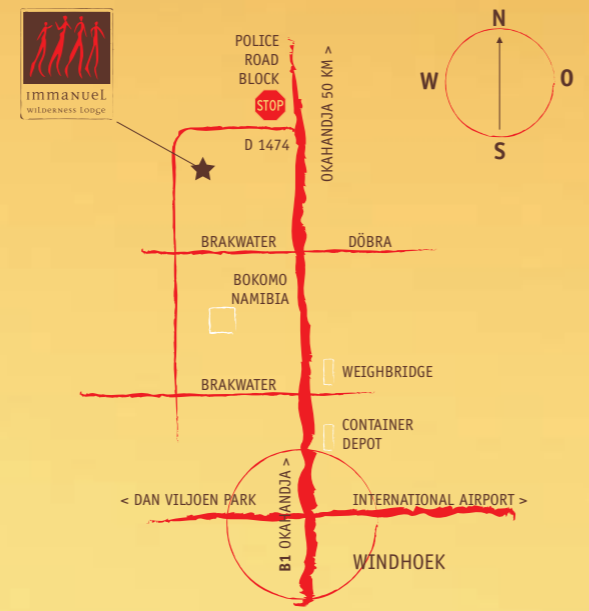 IMMANUEL
WILDERNESS LODGE
POLICE
ROAD
BLOCK
STOP
D 1474
OKAHANDJA 50 KM >
N
W
O
S
BRAKWATER
DÖBRA
BOKOMO
NAMIBIA
WEIGHBRIDGE
BRAKWATER
CONTAINER
DEPOT
B1 OKAHANDJA >
< DAN VILJOEN PARK
INTERNATIONAL AIRPORT >
WINDHOEK